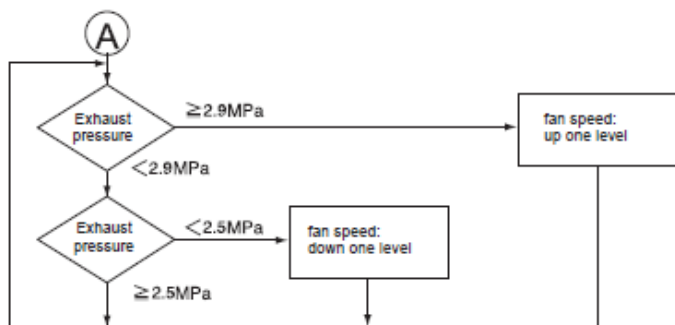 A
Exhaust
pressure
≧2.9MPa
fan speed:
up one level
<2.9MPa
Exhaust
pressure
<2.5MPa
fan speed:
down one level
≧2.5MPa